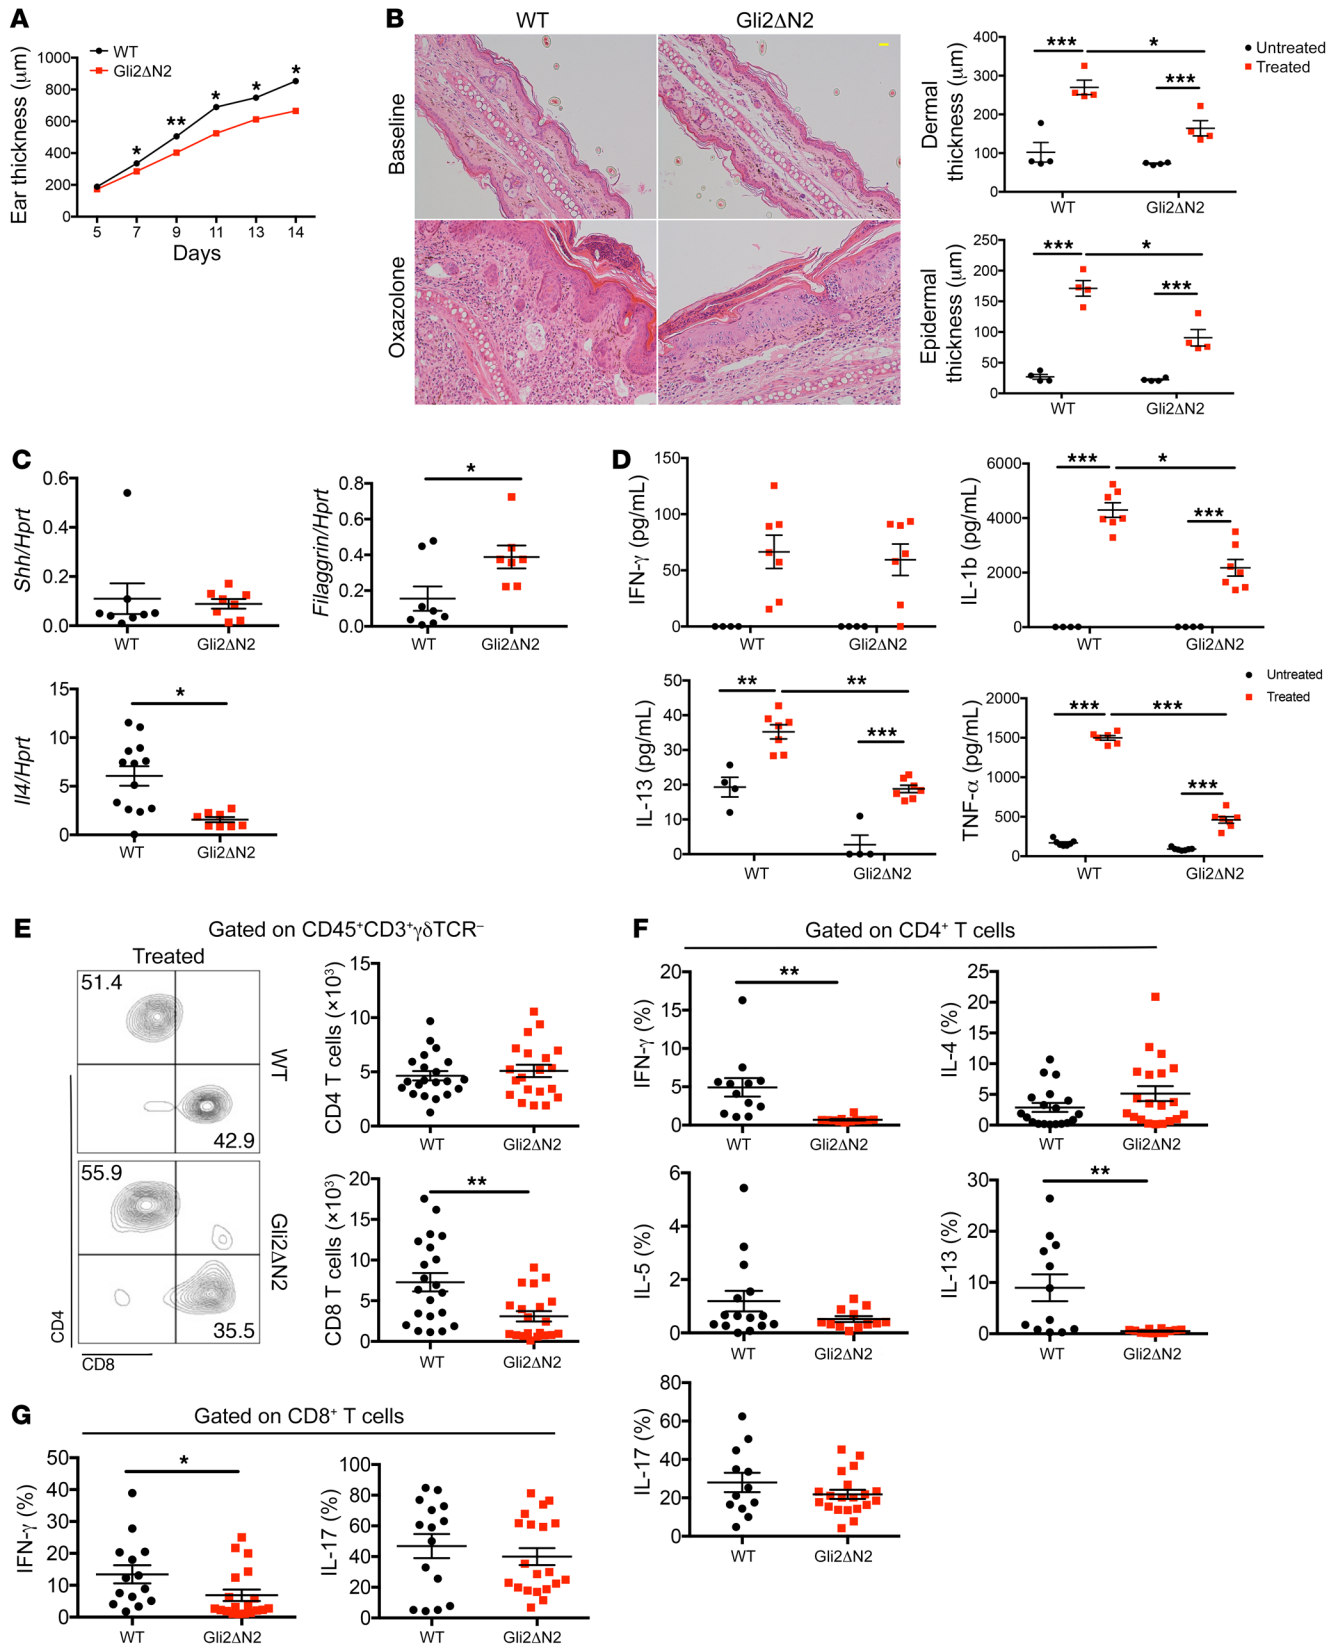 A
WT
Gli2ΔN2
Ear thickness (μm)
1000
800
600
400
200
0
5 7 9 11 13 14
Days
* ** * * *
B
WT Gli2ΔN2
Baseline
Oxazolone
Dermal
thickness (μm)
400
300
200
100
0
*** * ***
WT Gli2ΔN2
Untreated
Treated
Epidermal
thickness (μm)
250
200
150
100
50
0
*** * ***
WT Gli2ΔN2
C
Shh/Hprt
0.6
0.4
0.2
0.0
WT Gli2ΔN2
Filaggrin/Hprt
0.8
0.6
0.4
0.2
0.0
*
WT Gli2ΔN2
Il4/Hprt
15
10
5
0
*
WT Gli2ΔN2
D
IFN-γ (pg/mL)
150
100
50
0
WT Gli2ΔN2
IL-1b (pg/mL)
6000
4000
2000
0
*** * ***
WT Gli2ΔN2
IL-13 (pg/mL)
50
40
30
20
10
0
** ** ***
WT Gli2ΔN2
TNF-α (pg/mL)
2000
1500
1000
500
0
*** *** ***
WT Gli2ΔN2
Untreated
Treated
E
Gated on CD45⁺CD3⁺γδTCR⁻
Treated
51.4
42.9
WT
55.9
35.5
Gli2ΔN2
CD4
CD8
CD4 T cells (×10³)
15
10
5
0
WT Gli2ΔN2
CD8 T cells (×10³)
20
15
10
5
0
**
WT Gli2ΔN2
F
Gated on CD4⁺ T cells
IFN-γ (%)
20
15
10
5
0
**
WT Gli2ΔN2
IL-4 (%)
25
20
15
10
5
0
WT Gli2ΔN2
IL-5 (%)
6
4
2
0
WT Gli2ΔN2
IL-13 (%)
30
20
10
0
**
WT Gli2ΔN2
IL-17 (%)
80
60
40
20
0
WT Gli2ΔN2
G
Gated on CD8⁺ T cells
IFN-γ (%)
50
40
30
20
10
0
*
WT Gli2ΔN2
IL-17 (%)
100
80
60
40
20
0
WT Gli2ΔN2